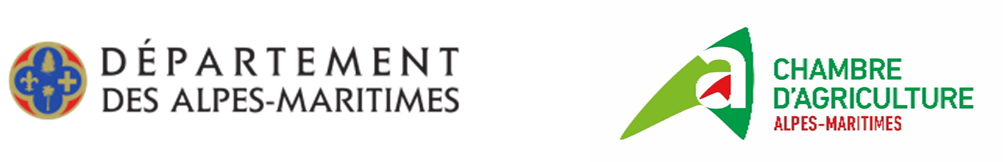 DÉPARTEMENT
DES ALPES-MARITIMES
a
CHAMBRE
D'AGRICULTURE
ALPES-MARITIMES